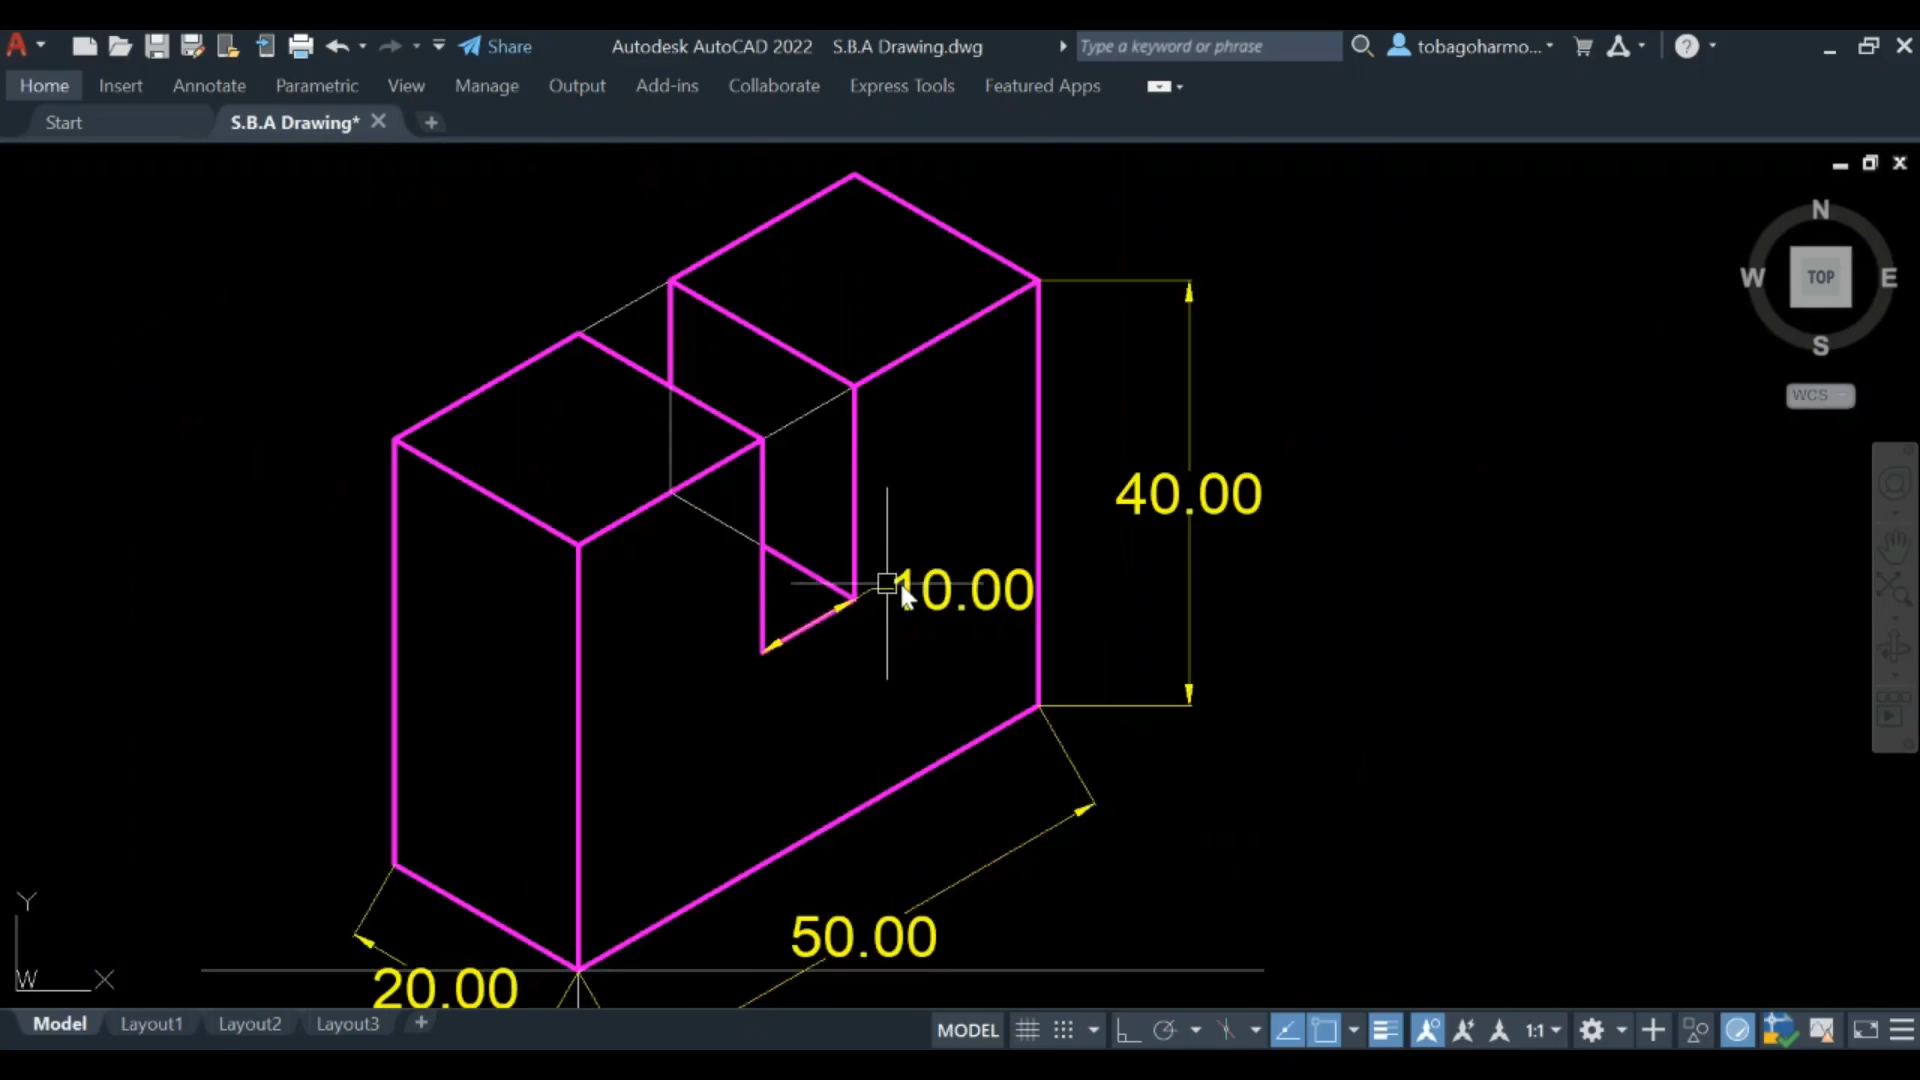 A Share Autodesk AutoCAD 2022 S.B.A Drawing.dwg Type a keyword or phrase tobagoharmo... ?
Home Insert Annotate Parametric View Manage Output Add-ins Collaborate Express Tools Featured Apps
Start S.B.A Drawing* +
N
W TOP E
S
WCS
40.00
10.00
50.00
20.00
Y
W X
Model Layout1 Layout2 Layout3 + MODEL 1:1